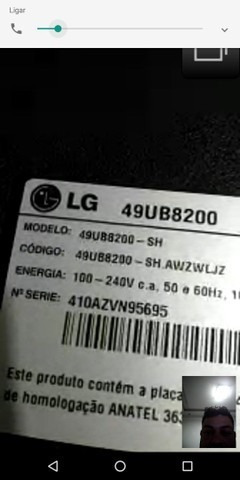 Ligar
LG 49UB8200
MODELO: 49UB8200-SH
CÓDIGO: 49UB8200-SH.AWZWLJZ
ENERGIA: 100-240V c.a, 50 e 60Hz,
Nº SERIE: 410AZVN95695
Este produto contém a placa
de homologação ANATEL 363